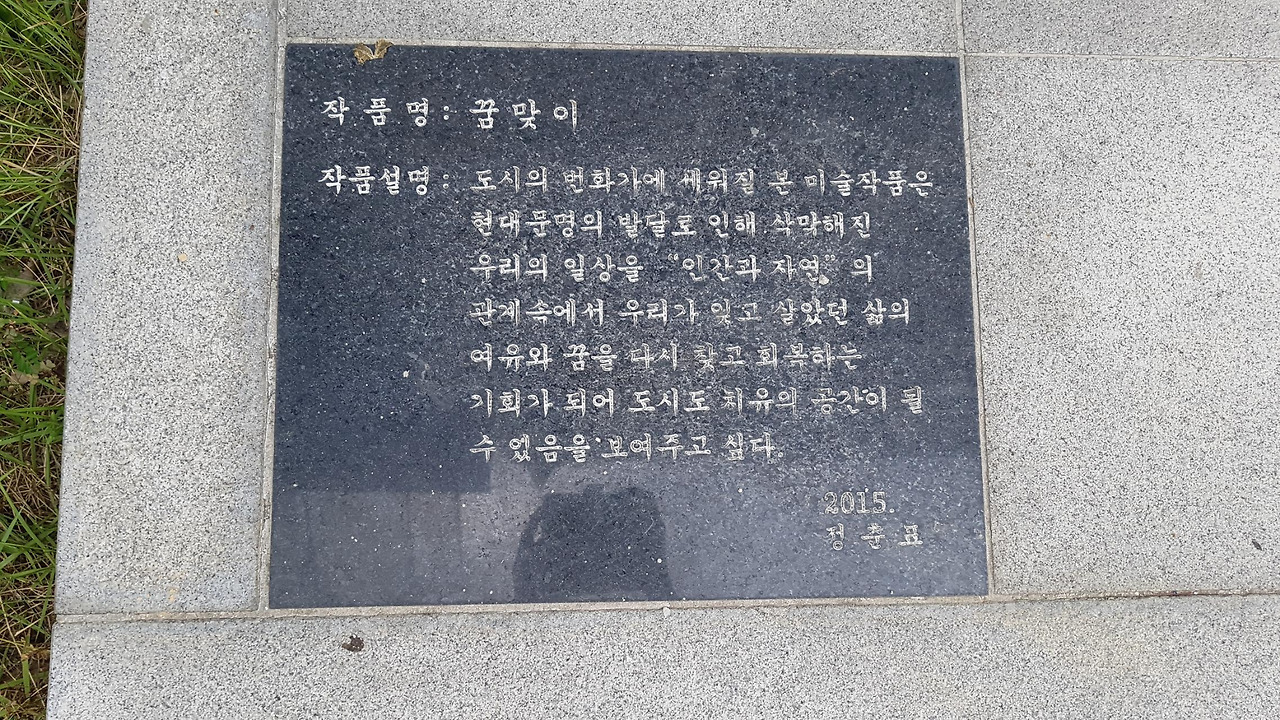 작 품 명 : 꿈 맞 이
작품설명 : 도시의 번화가에 세워질 본 미술작품은
현대문명의 발달로 인해 삭막해진
우리의 일상을 "인간과 자연" 의
관계속에서 우리가 잊고 살았던 삶의
여유와 꿈을 다시 찾고 회복하는
기회가 되어 도시도 치유의 공간이 될
수 있음을 보여주고 싶다.
2015.
정 춘 표